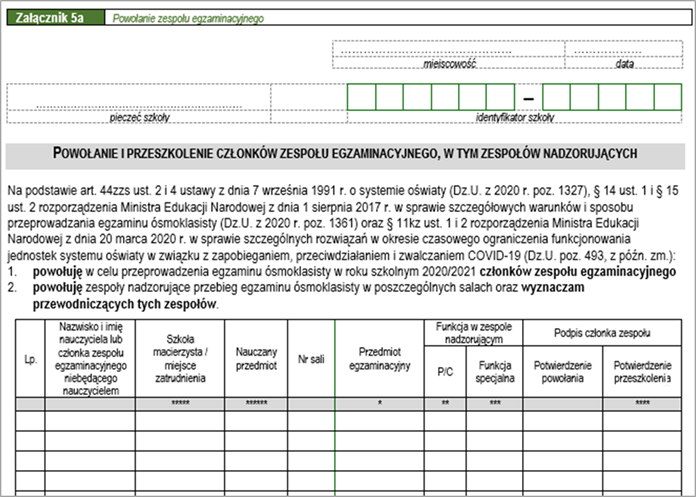 Załącznik 5a Powołanie zespołu egzaminacyjnego
miejscowość data
–
pieczęć szkoły identyfikator szkoły
POWOŁANIE I PRZESZKOLENIE CZŁONKÓW ZESPOŁU EGZAMINACYJNEGO, W TYM ZESPOŁÓW NADZORUJĄCYCH
Na podstawie art. 44zzs ust. 2 i 4 ustawy z dnia 7 września 1991 r. o systemie oświaty (Dz.U. z 2020 r. poz. 1327), § 14 ust. 1 i § 15
ust. 2 rozporządzenia Ministra Edukacji Narodowej z dnia 1 sierpnia 2017 r. w sprawie szczegółowych warunków i sposobu
przeprowadzania egzaminu ósmoklasisty (Dz.U. z 2020 r. poz. 1361) oraz § 11kz ust. 1 i 2 rozporządzenia Ministra Edukacji
Narodowej z dnia 20 marca 2020 r. w sprawie szczególnych rozwiązań w okresie czasowego ograniczenia funkcjonowania
jednostek systemu oświaty w związku z zapobieganiem, przeciwdziałaniem i zwalczaniem COVID-19 (Dz.U. poz. 493, z późn. zm.):
1. powołuję w celu przeprowadzenia egzaminu ósmoklasisty w roku szkolnym 2020/2021 członków zespołu egzaminacyjnego
2. powołuję zespoły nadzorujące przebieg egzaminu ósmoklasisty w poszczególnych salach oraz wyznaczam
przewodniczących tych zespołów.
Lp.
Nazwisko i imię
nauczyciela lub
członka zespołu
egzaminacyjnego
niebędącego
nauczycielem
Szkoła
macierzysta /
miejsce
zatrudnienia
Nauczany
przedmiot
Nr sali
Przedmiot
egzaminacyjny
Funkcja w zespole
nadzorującym
P/C
Funkcja
specjalna
Podpis członka zespołu
Potwierdzenie
powołania
Potwierdzenie
przeszkolenia
***** ****** * ** *** ****